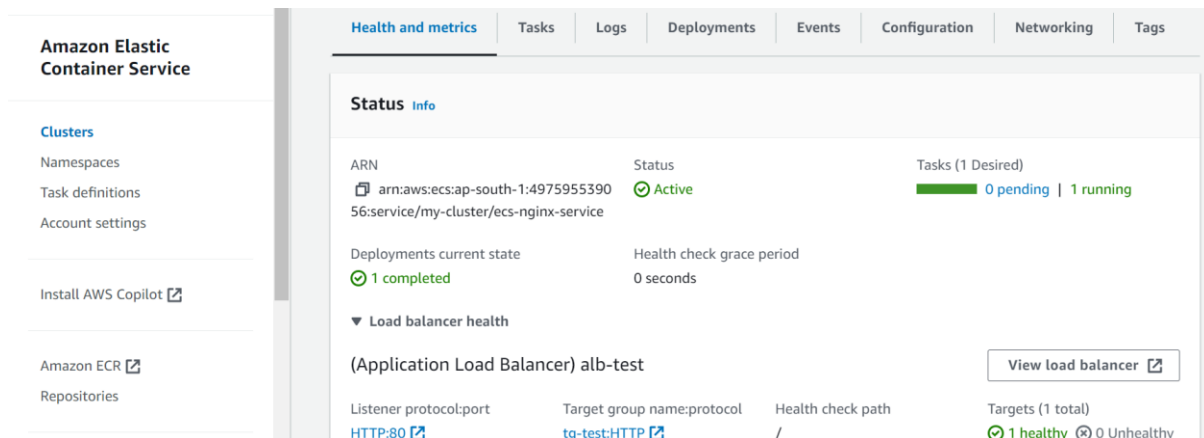 Amazon Elastic
Container Service
Clusters
Namespaces
Task definitions
Account settings
Install AWS Copilot
Amazon ECR
Repositories
Health and metrics
Tasks
Logs
Deployments
Events
Configuration
Networking
Tags
Status Info
ARN
arn:aws:ecs:ap-south-1:4975955390
56:service/my-cluster/ecs-nginx-service
Status
Active
Tasks (1 Desired)
0 pending | 1 running
Deployments current state
1 completed
Health check grace period
0 seconds
Load balancer health
(Application Load Balancer) alb-test
View load balancer
Listener protocol:port
HTTP:80
Target group name:protocol
tg-test:HTTP
Health check path
/
Targets (1 total)
1 healthy 0 Unhealthy